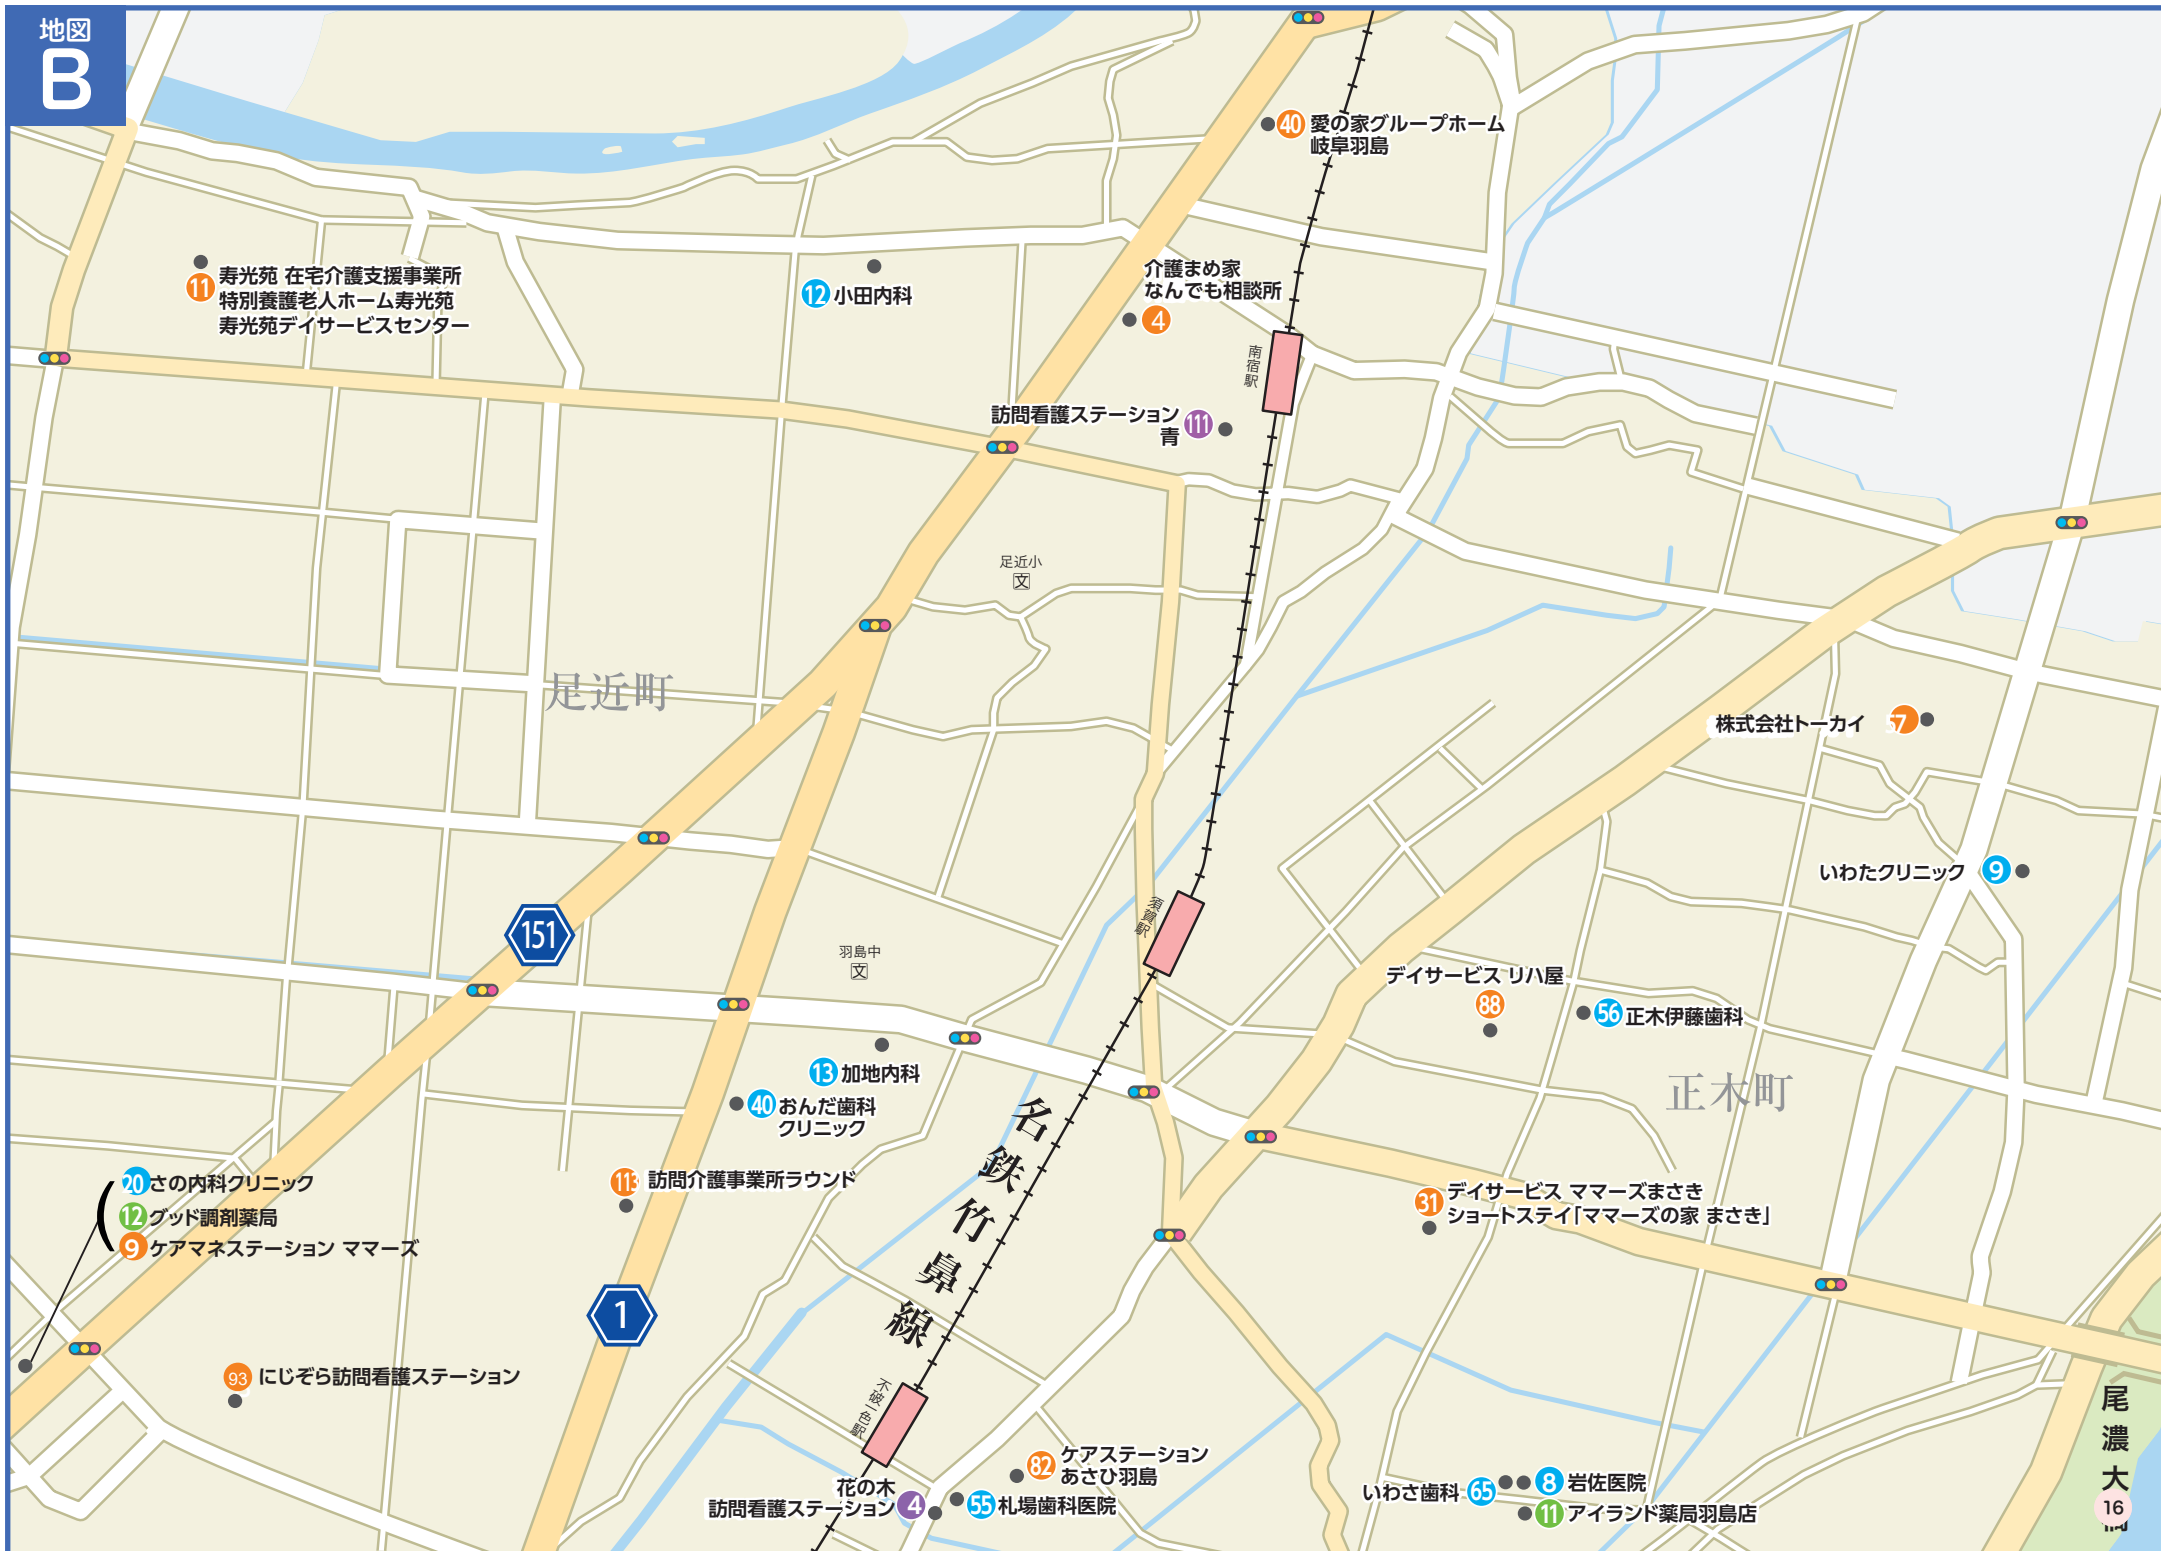 地図
B
40 愛の家グループホーム
岐阜羽島
11 寿光苑 在宅介護支援事業所
特別養護老人ホーム寿光苑
寿光苑デイサービスセンター
12 小田内科
介護まめ家
なんでも相談所
4
南宿駅
訪問看護ステーション
青
111
足近小
文
足近町
株式会社トーカイ 57
いわたクリニック 9
151
須賀駅
羽島中
文
デイサービス リハ屋
88
56 正木伊藤歯科
正木町
13 加地内科
40 おんだ歯科
クリニック
名鉄竹鼻線
20 さの内科クリニック
12 グッド調剤薬局
9 ケアマネステーション ママーズ
113 訪問介護事業所ラウンド
31 デイサービス ママーズまさき
ショートステイ「ママーズの家 まさき」
1
93 にじぞら訪問看護ステーション
不破一色駅
82 ケアステーション
あさひ羽島
花の木
訪問看護ステーション 4
55 札場歯科医院
いわさ歯科 65
8 岩佐医院
11 アイランド薬局羽島店
尾濃大
16